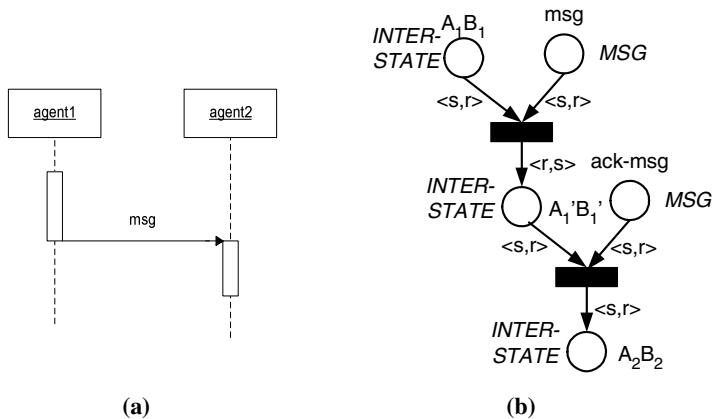 agent1
agent2
msg
(a)
A₁B₁
msg
INTER-
STATE
MSG
<s,r>
<s,r>
<r,s>
ack-msg
INTER-
STATE
A₁'B₁'
MSG
<s,r>
<s,r>
<s,r>
INTER-
STATE
A₂B₂
(b)